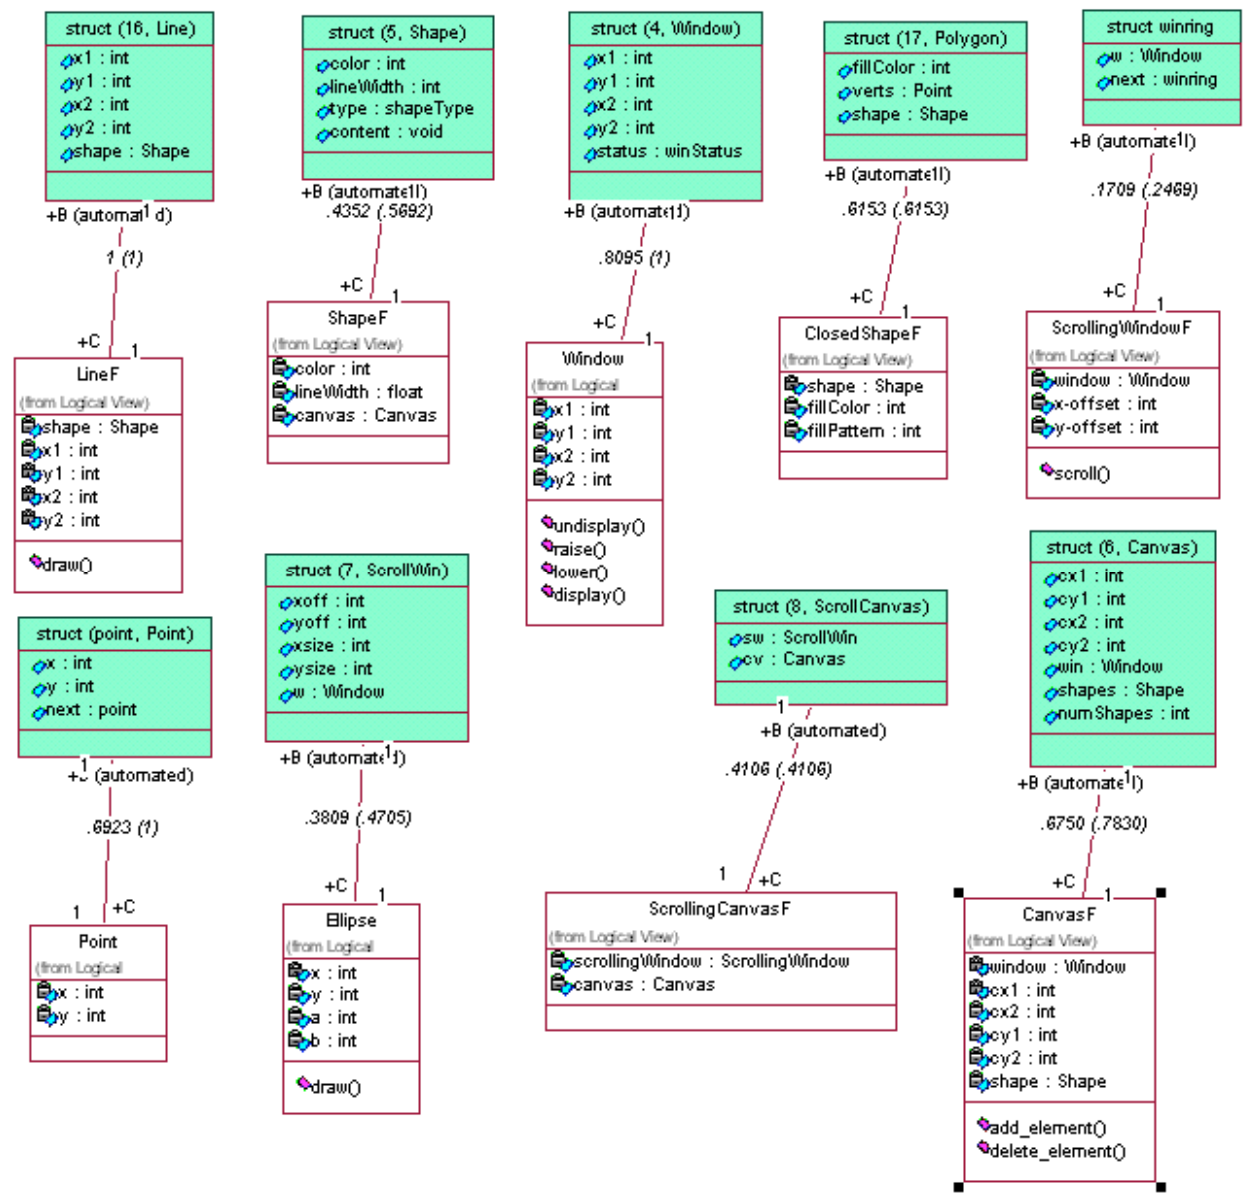 struct (16, Line)
x1 : int
y1 : int
x2 : int
y2 : int
shape : Shape
1
1 (1)
+C
1
LineF
(from Logical View)
shape : Shape
x1 : int
y1 : int
x2 : int
y2 : int
draw()
struct (5, Shape)
color : int
lineWidth : int
type : shapeType
content : void
+B
.4352 (.5692)
+C
1
ShapeF
(from Logical View)
color : int
lineWidth : float
canvas : Canvas
struct (4, Window)
x1 : int
y1 : int
x2 : int
y2 : int
status : winStatus
+B
.8095 (1)
+C
1
Window
(from Logical
x1 : int
y1 : int
x2 : int
y2 : int
undisplay()
raise()
lower()
display()
struct (17, Polygon)
fillColor : int
verts : Point
shape : Shape
+B
.6153 (.6153)
+C
1
ClosedShapeF
(from Logical View)
shape : Shape
fillColor : int
fillPattern : int
struct winring
w : Window
next : winring
+B
.1709 (.2469)
+C
1
ScrollingWindowF
(from Logical View)
window : Window
x-offset : int
y-offset : int
scroll()
struct (point, Point)
x : int
y : int
next : point
1
(automated)
.6923 (1)
1
+C
Point
(from Logical
x : int
y : int
struct (7, ScrollWin)
xoff : int
yoff : int
xsize : int
ysize : int
w : Window
+B
.3809 (.4705)
+C
1
Ellipse
(from Logical
x : int
y : int
a : int
b : int
draw()
struct (8, ScrollCanvas)
sw : ScrollWin
cv : Canvas
1
+B (automated)
.4106 (.4106)
1
+C
ScrollingCanvasF
(from Logical View)
scrollingWindow : ScrollingWindow
canvas : Canvas
struct (6, Canvas)
cx1 : int
cy1 : int
cx2 : int
cy2 : int
win : Window
shapes : Shape
numShapes : int
+B
.6750 (.7830)
+C
1
CanvasF
(from Logical View)
window : Window
cx1 : int
cx2 : int
cy1 : int
cy2 : int
shape : Shape
add_element()
delete_element()